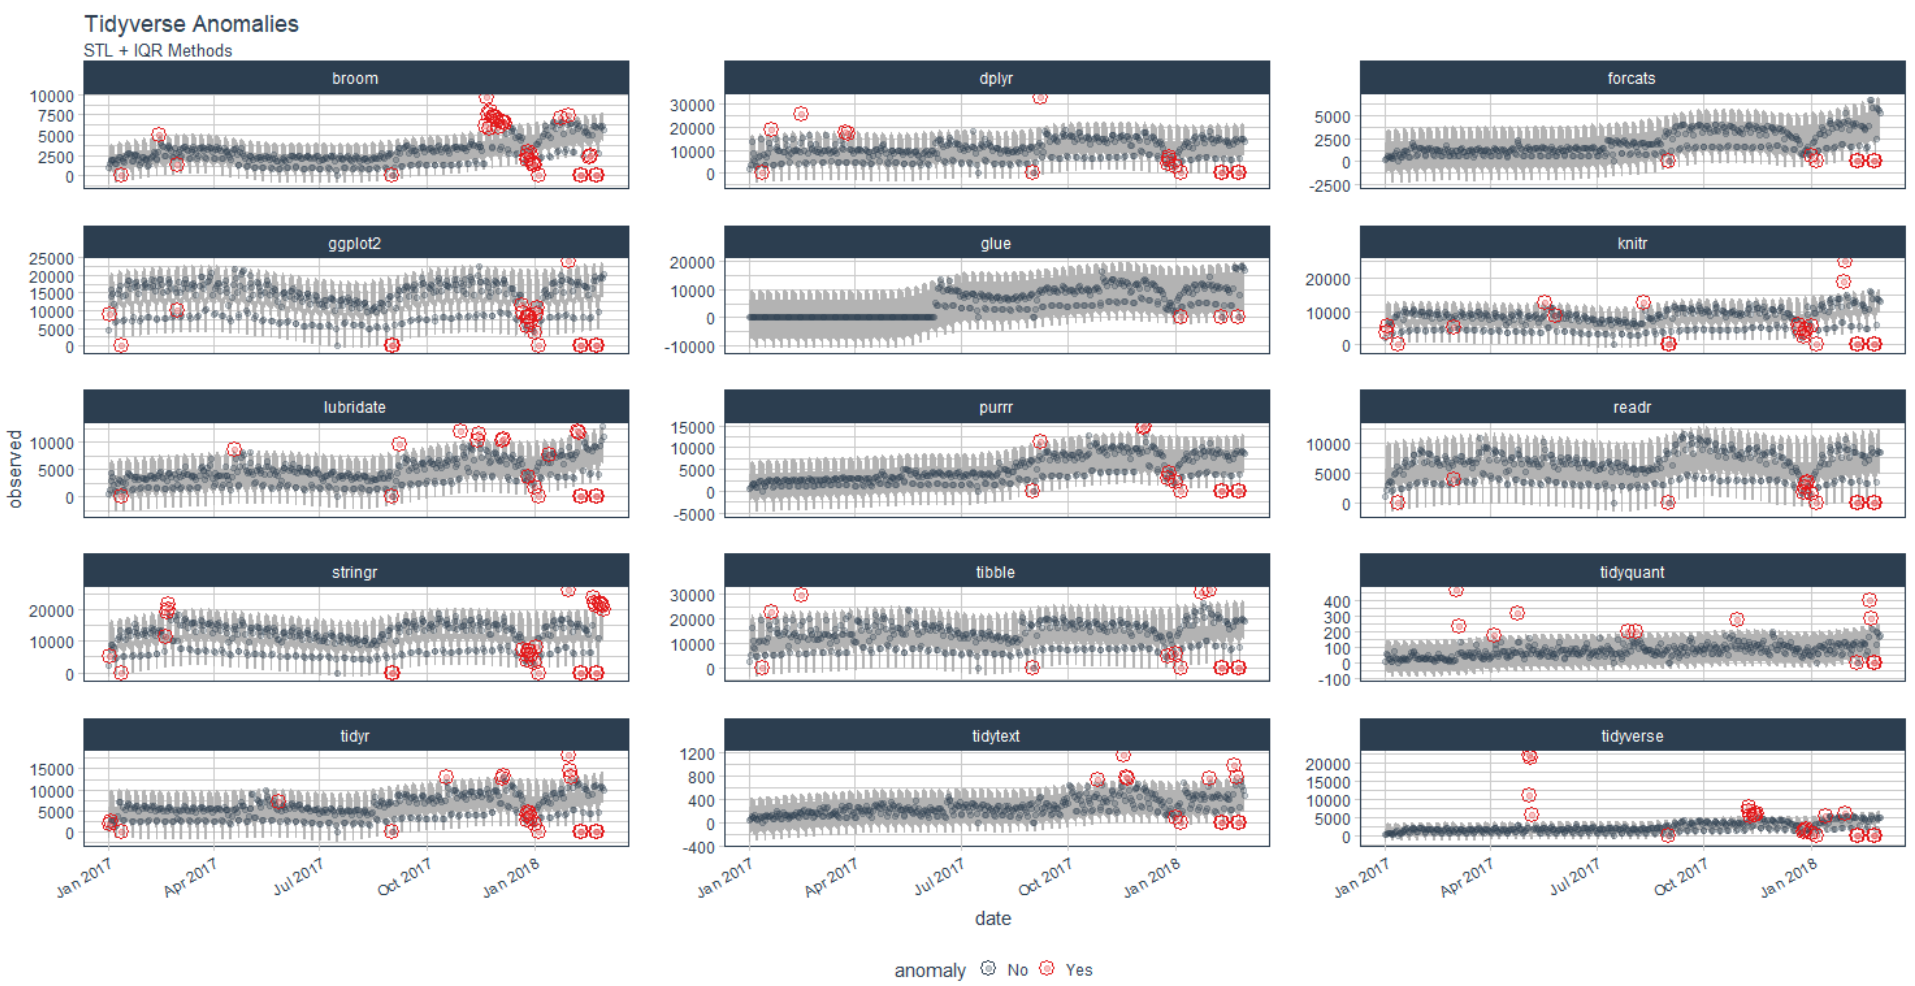 Tidyverse Anomalies
STL + IQR Methods
broom
dplyr
forcats
10000
7500
5000
2500
0
30000
20000
10000
0
5000
2500
0
-2500
ggplot2
glue
knitr
25000
20000
15000
10000
5000
0
20000
10000
0
-10000
20000
10000
0
lubridate
purrr
readr
10000
5000
0
15000
10000
5000
0
-5000
10000
5000
0
observed
stringr
tibble
tidyquant
20000
10000
0
30000
20000
10000
0
400
300
200
100
0
-100
tidyr
tidytext
tidyverse
15000
10000
5000
0
1200
800
400
0
-400
20000
15000
10000
5000
0
Jan 2017 Apr 2017 Jul 2017 Oct 2017 Jan 2018
Jan 2017 Apr 2017 Jul 2017 Oct 2017 Jan 2018
Jan 2017 Apr 2017 Jul 2017 Oct 2017 Jan 2018
date
anomaly No Yes